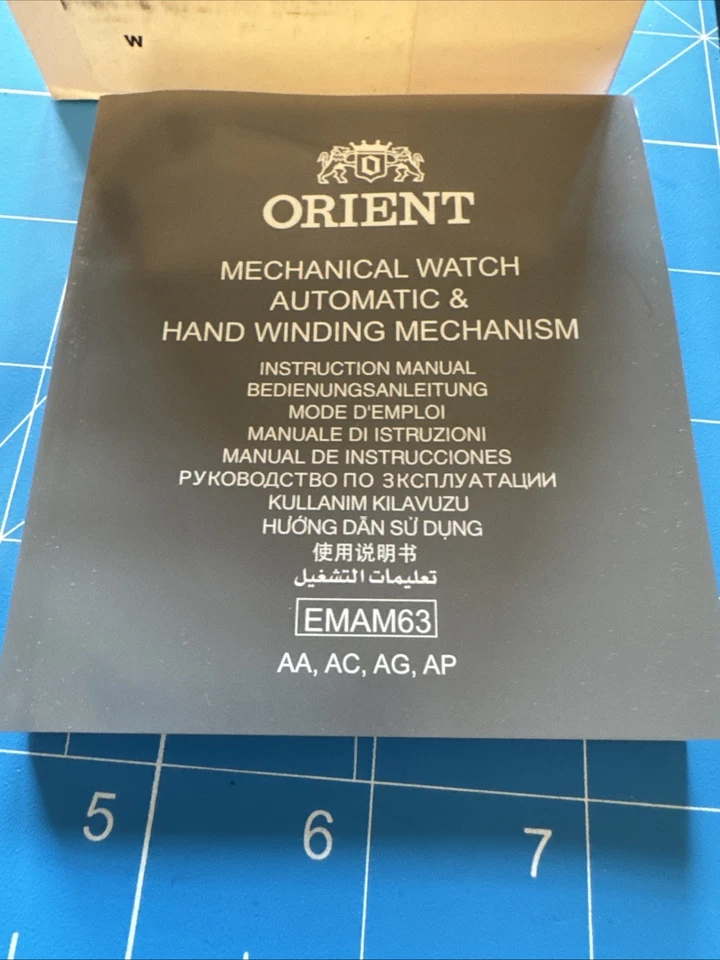 W
ORIENT
MECHANICAL WATCH
AUTOMATIC &
HAND WINDING MECHANISM
INSTRUCTION MANUAL
BEDIENUNGSANLEITUNG
MODE D'EMPLOI
MANUALE DI ISTRUZIONI
MANUAL DE INSTRUCCIONES
РУКОВОДСТВО ПО ЗКСПЛУАТАЦИИ
KULLANIM KILAVUZU
HƯỚNG DẪN SỬ DỤNG
使用说明书
تعليمات التشغيل
EMAM63
AA, AC, AG, AP
5 6 7